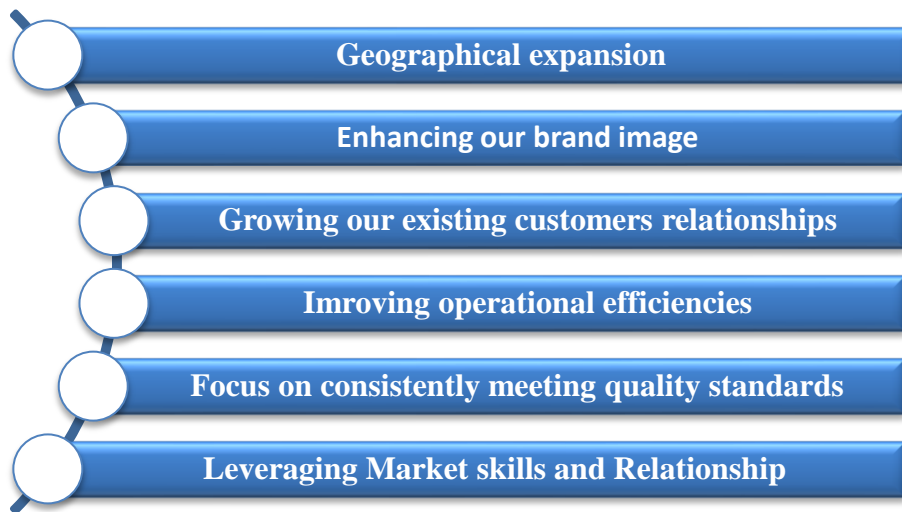 Geographical expansion
Enhancing our brand image
Growing our existing customers relationships
Imroving operational efficiencies
Focus on consistently meeting quality standards
Leveraging Market skills and Relationship